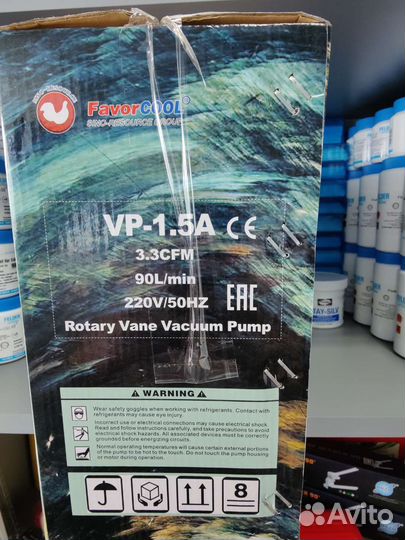 FavorCOOL®
SINO-RESOURCE GROUP
VP-1.5A CE
3.3CFM
90L/min
220V/50HZ
EAC
Rotary Vane Vacuum Pump
WARNING
Wear safety goggles when working with refrigerants. Contact with
refrigerants may cause eye injury.
Incorrect use or electrical connections may cause electrical shock.
Read and follow instructions carefully, and take precautions to avoid
electrical shock hazards. All associated devices must be correctly
grounded before energizing circuits.
Normal operating temperatures will cause certain external portions
of the pump to be hot to the touch. Do not touch the pump housing
or motor during operation.
8
FELDER
FELDER
STAY-SILV
Avito